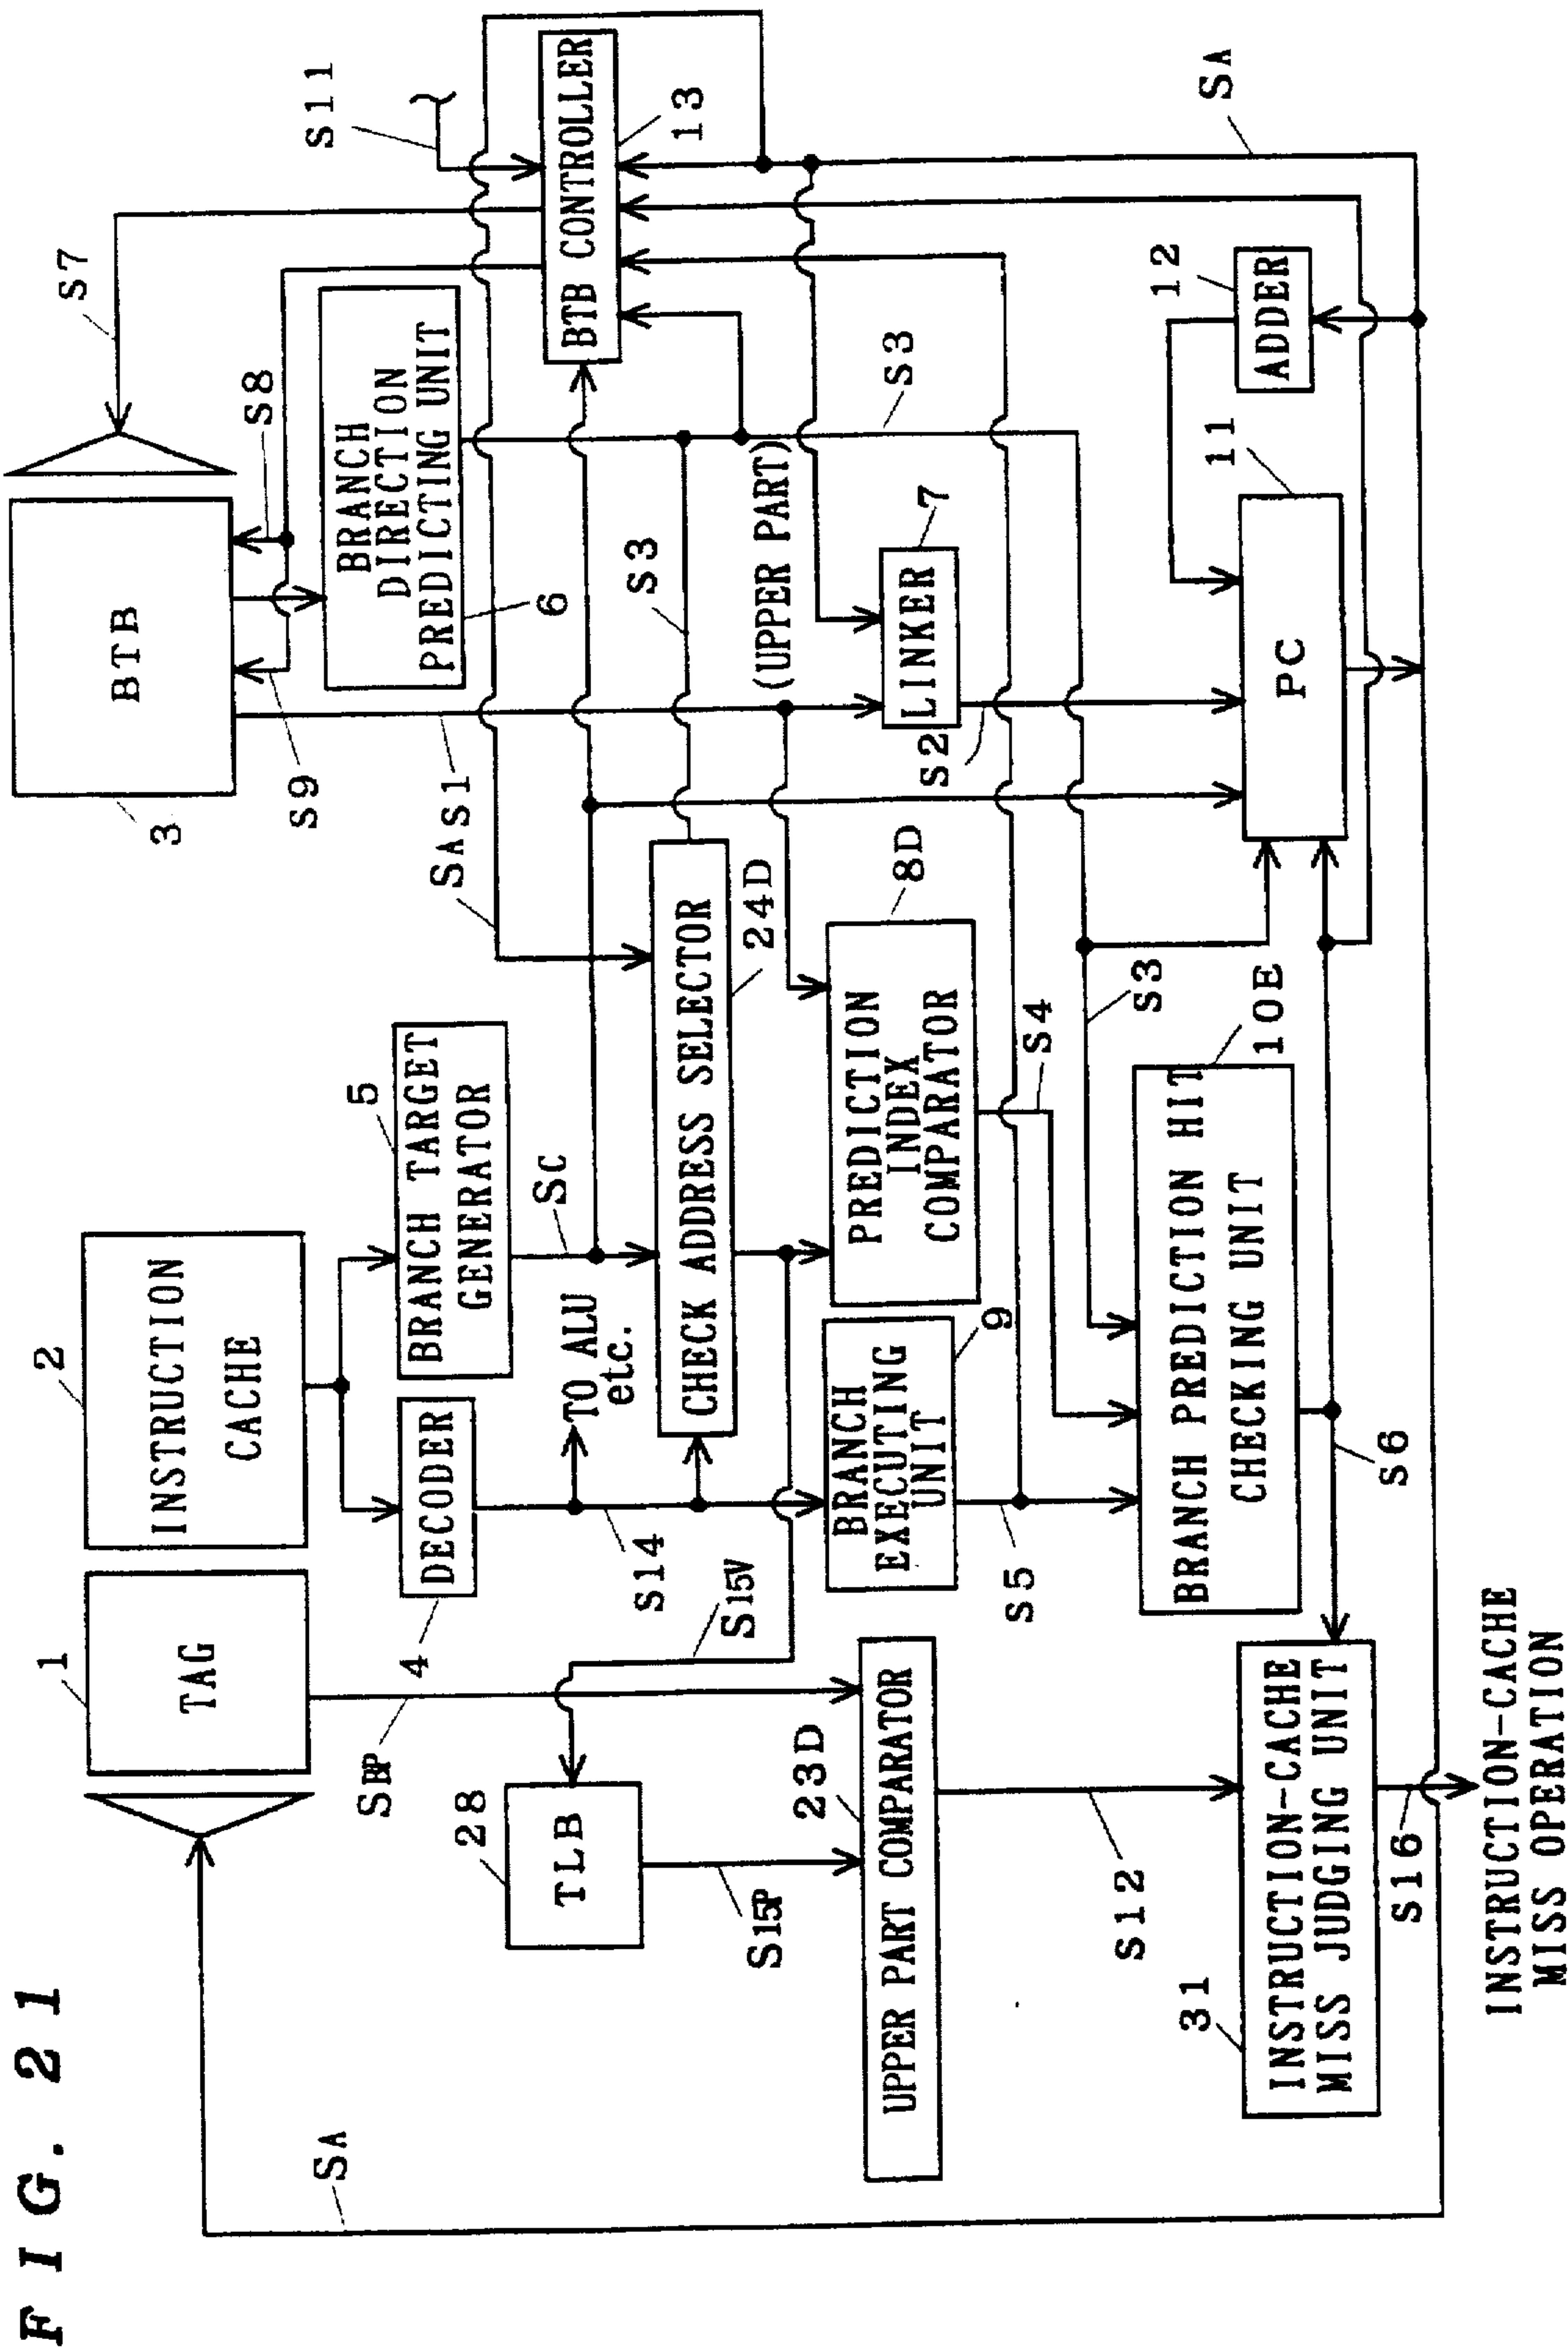 FIG. 21
1
TAG
2
INSTRUCTION
CACHE
3
BTB
S7
S8
S9
S11
BRANCH
DIRECTION
PREDICTING UNIT
6
BTB CONTROLLER
13
4
DECODER
5
BRANCH TARGET
GENERATOR
SA
S1
SBP
S14
TO ALU
etc.
SC
S3
S3
28
TLB
S15V
S15P
CHECK ADDRESS SELECTOR
24D
(UPPER PART)
LINKER
7
S2
23D
UPPER PART COMPARATOR
BRANCH
EXECUTING
UNIT
9
PREDICTION
INDEX
COMPARATOR
8D
S5
S4
S3
S12
BRANCH PREDICTION HIT
CHECKING UNIT
10E
PC
11
ADDER
12
SA
SA
31
INSTRUCTION-CACHE
MISS JUDGING UNIT
S6
S16
INSTRUCTION-CACHE
MISS OPERATION